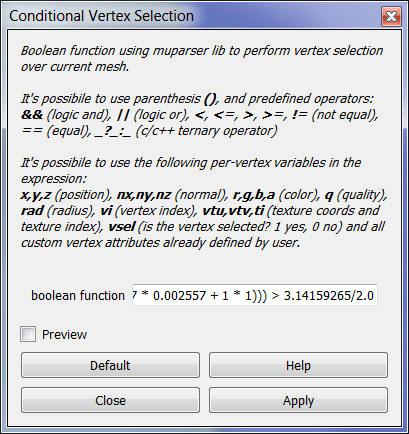 Conditional Vertex Selection
Boolean function using muparser lib to perform vertex selection
over current mesh.
It's possibile to use parenthesis (), and predefined operators:
&& (logic and), || (logic or), <, <=, >, >=, != (not equal),
== (equal), _?_:_ (c/c++ ternary operator)
It's possibile to use the following per-vertex variables in the
expression:
x,y,z (position), nx,ny,nz (normal), r,g,b,a (color), q (quality),
rad (radius), vi (vertex index), vtu,vtv,ti (texture coords and
texture index), vsel (is the vertex selected? 1 yes, 0 no) and all
custom vertex attributes already defined by user.
boolean function 7 * 0.002557 + 1 * 1))) > 3.14159265/2.0
Preview
Default Help
Close Apply